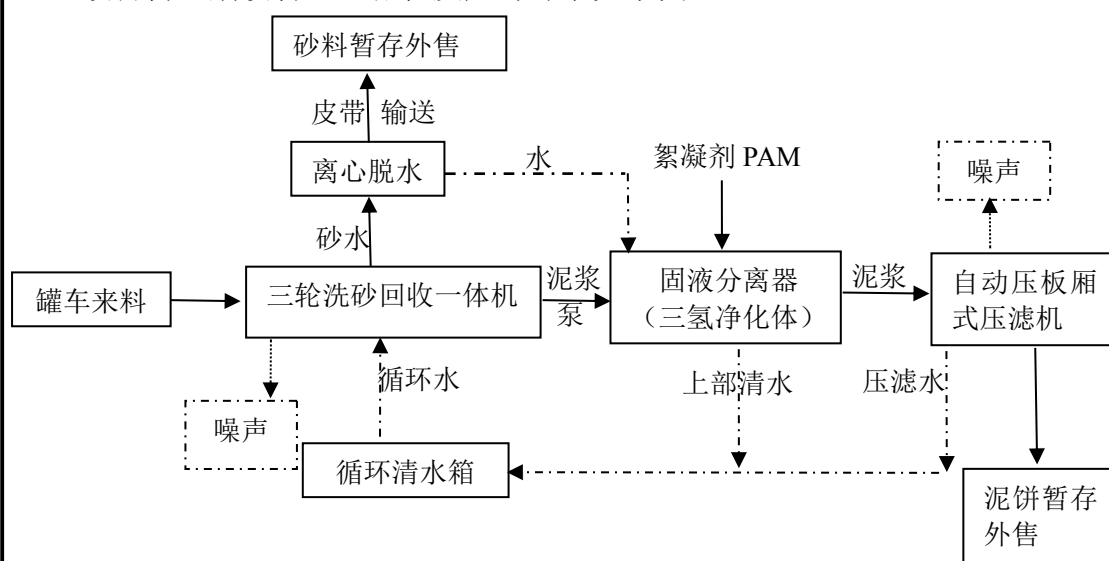 砂料暂存外售
皮带 输送
离心脱水
水
絮凝剂 PAM
噪声
砂水
罐车来料
三轮洗砂回收一体机
泥浆
泵
固液分离器
（三氢净化体）
泥浆
自动压板厢
式压滤机
循环水
上部清水
压滤水
噪声
循环清水箱
泥饼暂存
外售